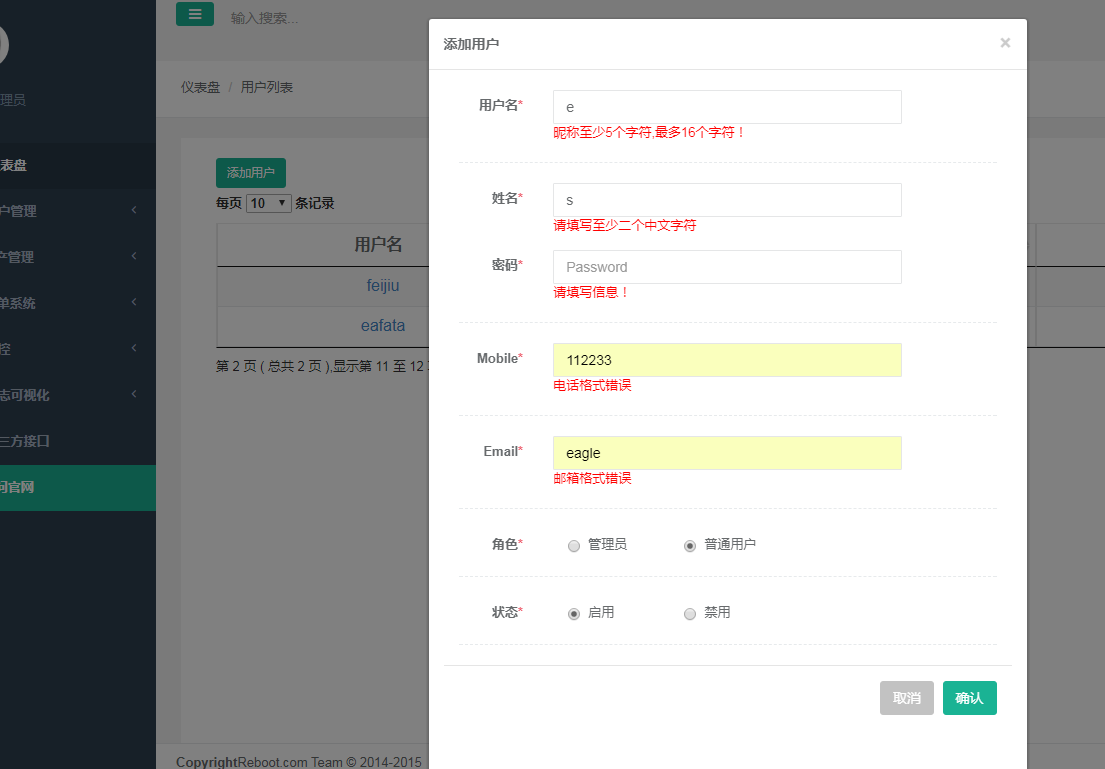 输入搜索...
理员
表盘
户管理
产管理
单系统
控
志可视化
三方接口
问官网
仪表盘 / 用户列表
添加用户
每页 10 条记录
用户名
feijiu
eafata
第 2 页 ( 总共 2 页 ),显示第 11 至 12
CopyrightReboot.com Team © 2014-2015
添加用户 ×
用户名* e
昵称至少5个字符,最多16个字符！
姓名* s
请填写至少二个中文字符
密码* Password
请填写信息！
Mobile* 112233
电话格式错误
Email* eagle
邮箱格式错误
角色* 管理员 普通用户
状态* 启用 禁用
取消 确认